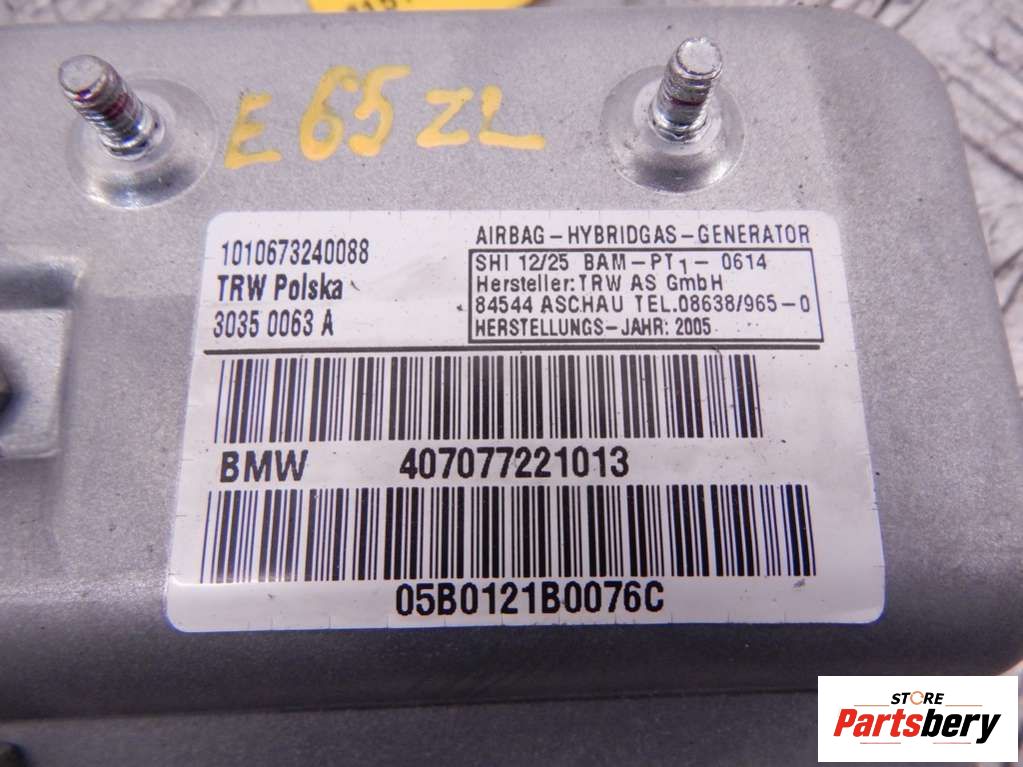 E 65 ZL
1010673240088
TRW Polska
3035 0063 A
AIRBAG-HYBRIDGAS-GENERATOR
SHI 12/25 BAM-PT1-0614
Hersteller: TRW AS GmbH
84544 ASCHAU TEL.08638/965-0
HERSTELLUNGS-JAHR: 2005
BMW 407077221013
05B0121B0076C
STORE
Partsbery